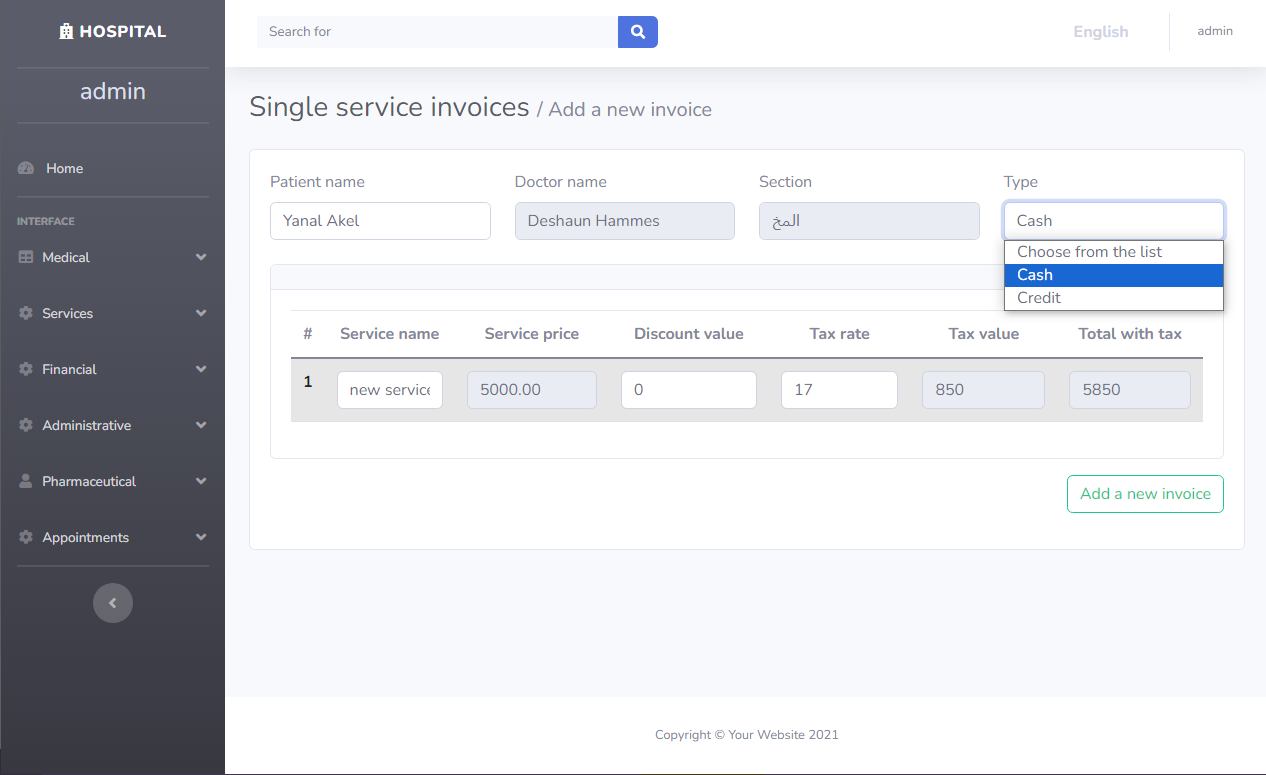 HOSPITAL
admin
Home
INTERFACE
Medical
Services
Financial
Administrative
Pharmaceutical
Appointments
Search for
English
admin
Single service invoices / Add a new invoice
Patient name Doctor name Section Type
Yanal Akel Deshaun Hammes المخ Cash
Choose from the list
Cash
Credit
# Service name Service price Discount value Tax rate Tax value Total with tax
1 new service 5000.00 0 17 850 5850
Add a new invoice
Copyright © Your Website 2021